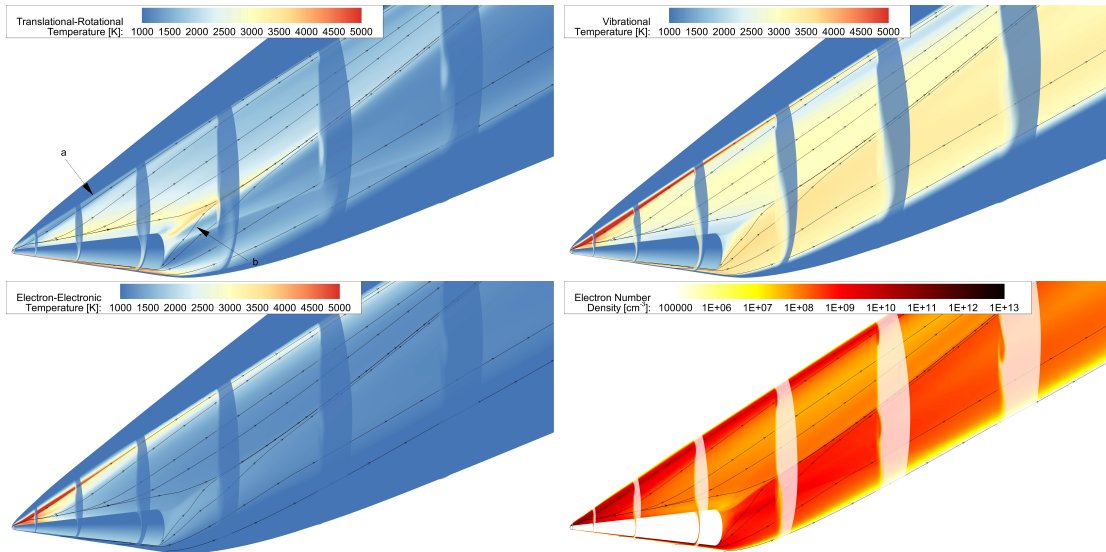 Translational-Rotational
Temperature [K]: 1000 1500 2000 2500 3000 3500 4000 4500 5000
a
b
Vibrational
Temperature [K]: 1000 1500 2000 2500 3000 3500 4000 4500 5000
Electron-Electronic
Temperature [K]: 1000 1500 2000 2500 3000 3500 4000 4500 5000
Electron Number
Density [cm⁻³]: 100000 1E+06 1E+07 1E+08 1E+09 1E+10 1E+11 1E+12 1E+13